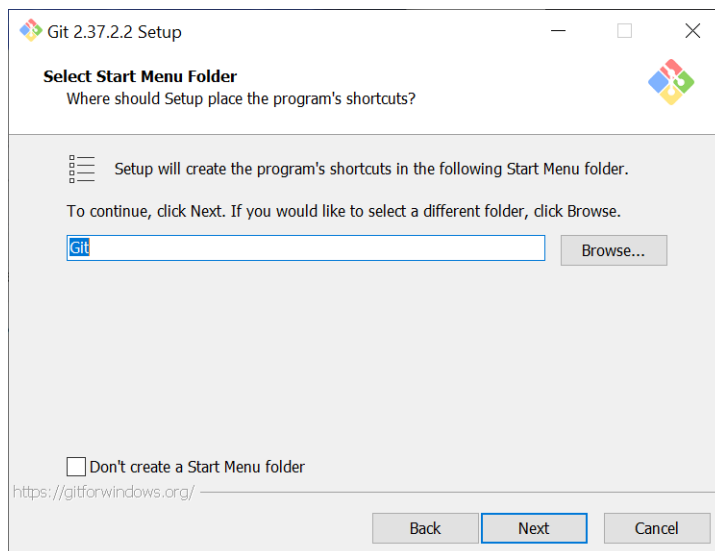 Git 2.37.2.2 Setup
Select Start Menu Folder
Where should Setup place the program's shortcuts?
Setup will create the program's shortcuts in the following Start Menu folder.
To continue, click Next. If you would like to select a different folder, click Browse.
Git
Browse...
Don't create a Start Menu folder
https://gitforwindows.org/
Back
Next
Cancel